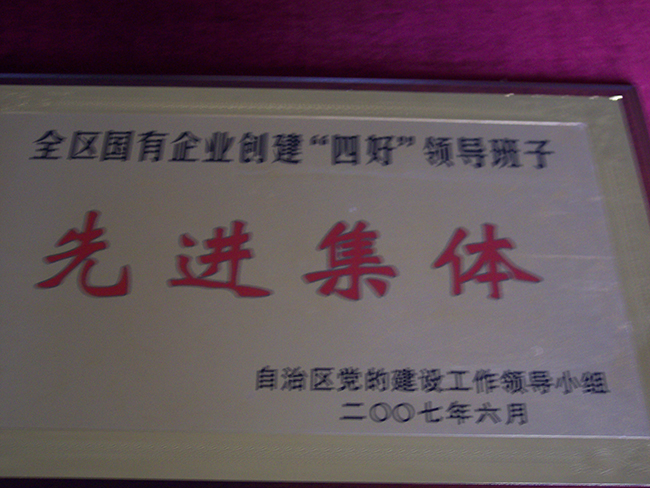 全区国有企业创建“四好”领导班子
先进集体
自治区党的建设工作领导小组
二〇〇七年六月